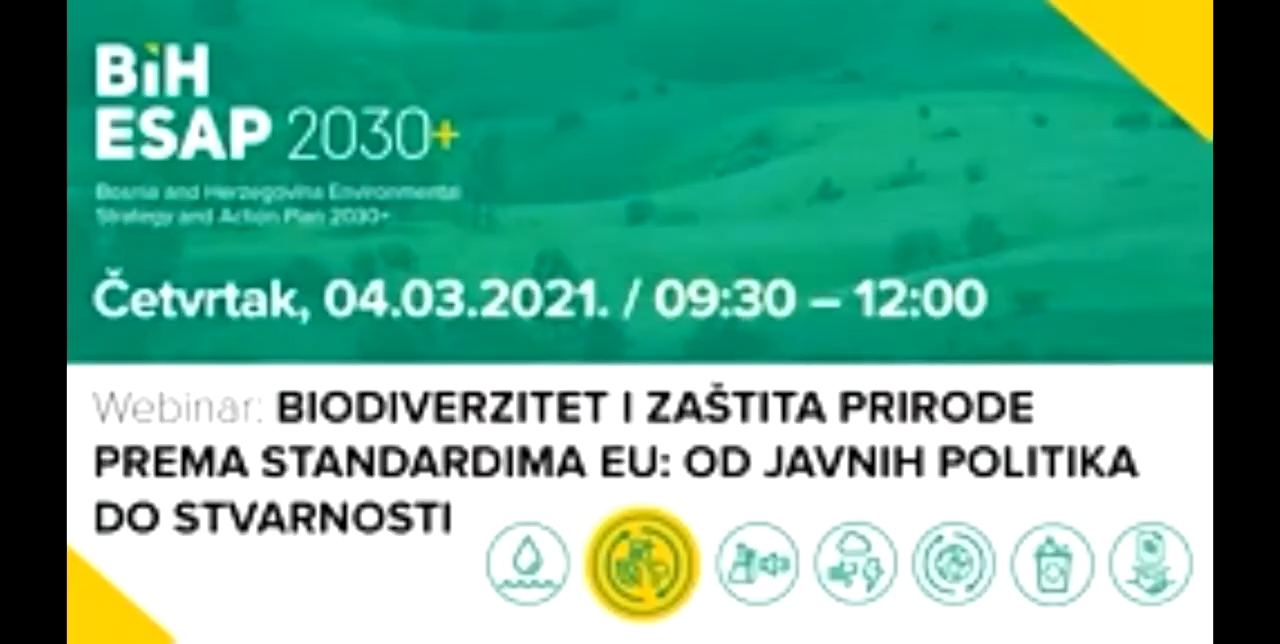 BiH
ESAP 2030+
Bosnia and Herzegovina Environmental
Strategy and Action Plan 2030+
Četvrtak, 04.03.2021. / 09:30 – 12:00
Webinar: BIODIVERZITET I ZAŠTITA PRIRODE
PREMA STANDARDIMA EU: OD JAVNIH POLITIKA
DO STVARNOSTI